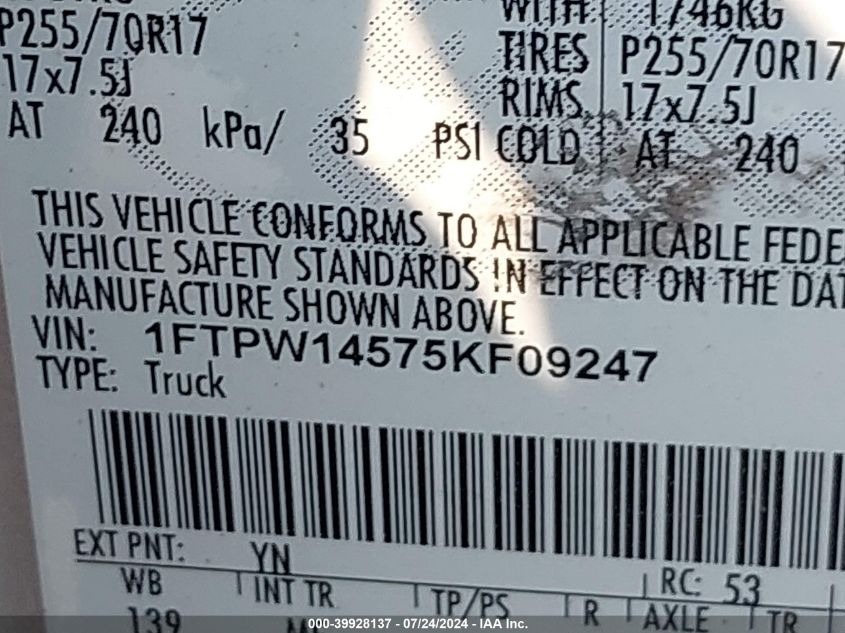 WITH 1746KG
P255/70R17 TIRES P255/70R17
17x7.5J RIMS 17x7.5J
AT 240 kPa/ 35 PSI COLD AT 240
THIS VEHICLE CONFORMS TO ALL APPLICABLE FEDE
VEHICLE SAFETY STANDARDS IN EFFECT ON THE DAT
MANUFACTURE SHOWN ABOVE.
VIN: 1FTPW14575KF09247
TYPE: Truck
EXT PNT: YN RC: 53
WB INT TR TP/PS R AXLE TR
139
000-39928137 - 07/24/2024 - IAA Inc.